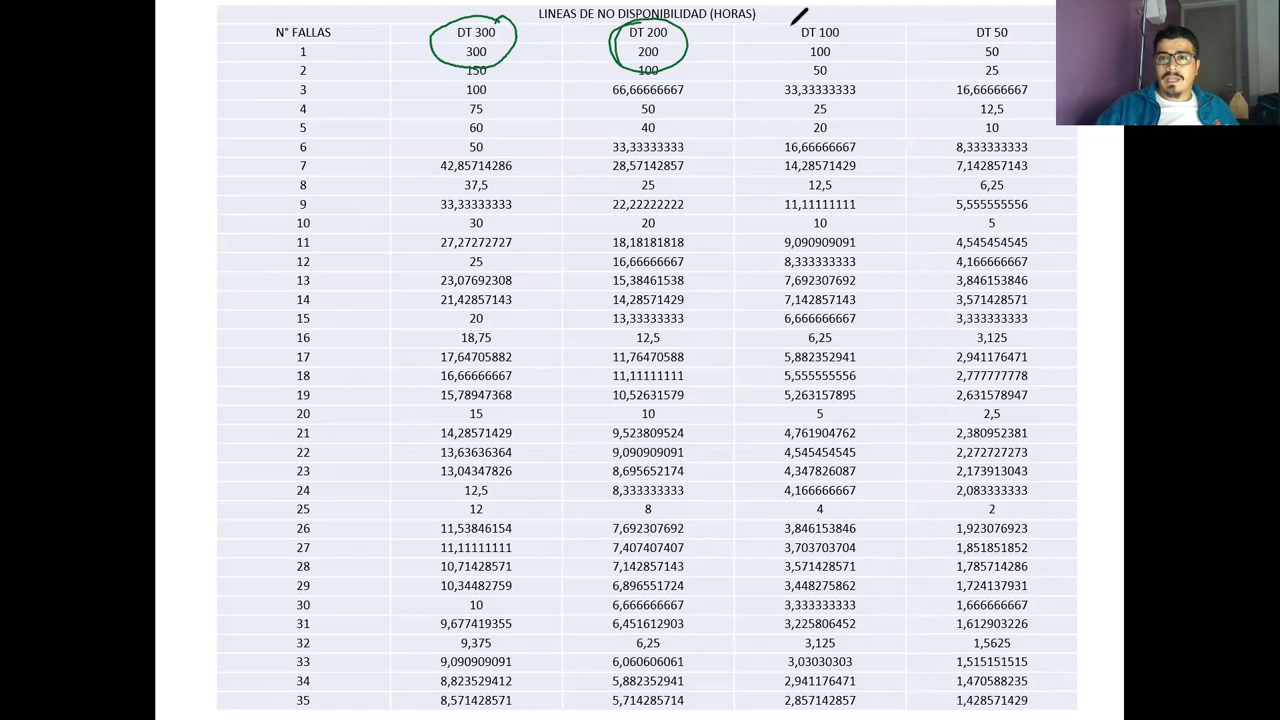 LINEAS DE NO DISPONIBILIDAD (HORAS)
N° FALLAS DT 300 DT 200 DT 100 DT 50
1 300 200 100 50
2 150 100 50 25
3 100 66,66666667 33,33333333 16,66666667
4 75 50 25 12,5
5 60 40 20 10
6 50 33,33333333 16,66666667 8,333333333
7 42,85714286 28,57142857 14,28571429 7,142857143
8 37,5 25 12,5 6,25
9 33,33333333 22,22222222 11,11111111 5,555555556
10 30 20 10 5
11 27,27272727 18,18181818 9,090909091 4,545454545
12 25 16,66666667 8,333333333 4,166666667
13 23,07692308 15,38461538 7,692307692 3,846153846
14 21,42857143 14,28571429 7,142857143 3,571428571
15 20 13,33333333 6,666666667 3,333333333
16 18,75 12,5 6,25 3,125
17 17,64705882 11,76470588 5,882352941 2,941176471
18 16,66666667 11,11111111 5,555555556 2,777777778
19 15,78947368 10,52631579 5,263157895 2,631578947
20 15 10 5 2,5
21 14,28571429 9,523809524 4,761904762 2,380952381
22 13,63636364 9,090909091 4,545454545 2,272727273
23 13,04347826 8,695652174 4,347826087 2,173913043
24 12,5 8,333333333 4,166666667 2,083333333
25 12 8 4 2
26 11,53846154 7,692307692 3,846153846 1,923076923
27 11,11111111 7,407407407 3,703703704 1,851851852
28 10,71428571 7,142857143 3,571428571 1,785714286
29 10,34482759 6,896551724 3,448275862 1,724137931
30 10 6,666666667 3,333333333 1,666666667
31 9,677419355 6,451612903 3,225806452 1,612903226
32 9,375 6,25 3,125 1,5625
33 9,090909091 6,060606061 3,03030303 1,515151515
34 8,823529412 5,882352941 2,941176471 1,470588235
35 8,571428571 5,714285714 2,857142857 1,428571429